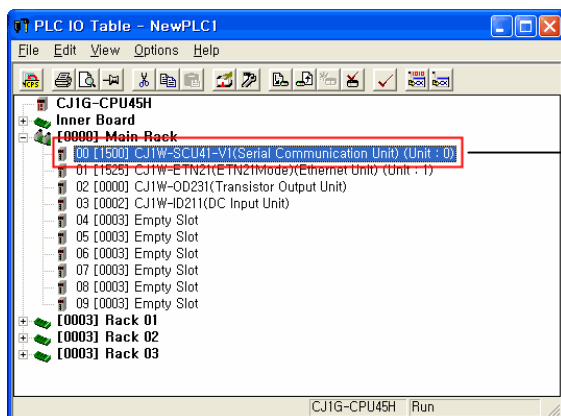 PLC IO Table - NewPLC1
File Edit View Options Help
CJ1G-CPU45H
Inner Board
[0000] Main Rack
00 [1500] CJ1W-SCU41-V1(Serial Communication Unit) (Unit : 0)
01 [1525] CJ1W-ETN21(ETN21Mode)(Ethernet Unit) (Unit : 1)
02 [0000] CJ1W-OD231(Transistor Output Unit)
03 [0002] CJ1W-ID211(DC Input Unit)
04 [0003] Empty Slot
05 [0003] Empty Slot
06 [0003] Empty Slot
07 [0003] Empty Slot
08 [0003] Empty Slot
09 [0003] Empty Slot
[0003] Rack 01
[0003] Rack 02
[0003] Rack 03
CJ1G-CPU45H Run